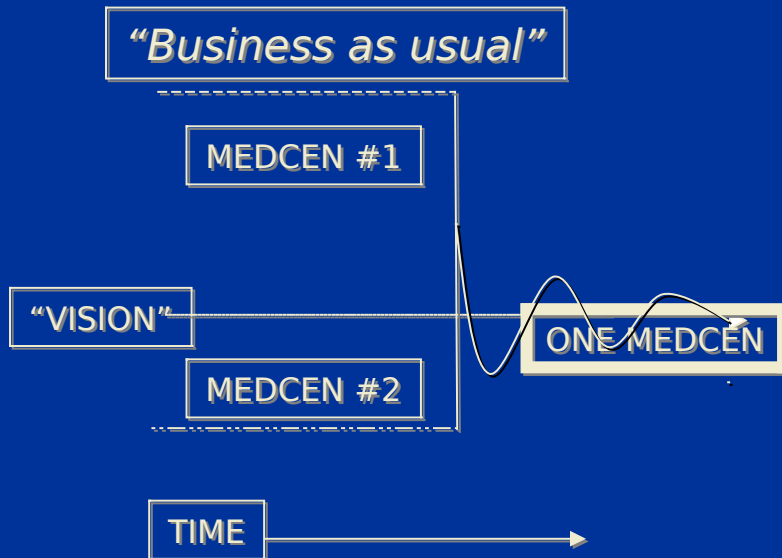 “Business as usual”
MEDCEN #1
“VISION”
ONE MEDCEN
MEDCEN #2
TIME